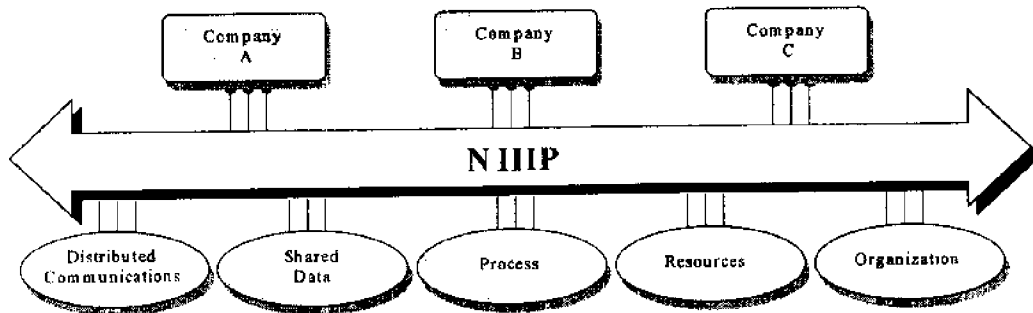 Company
A
Company
B
Company
C
NIIIP
Distributed
Communications
Shared
Data
Process
Resources
Organization